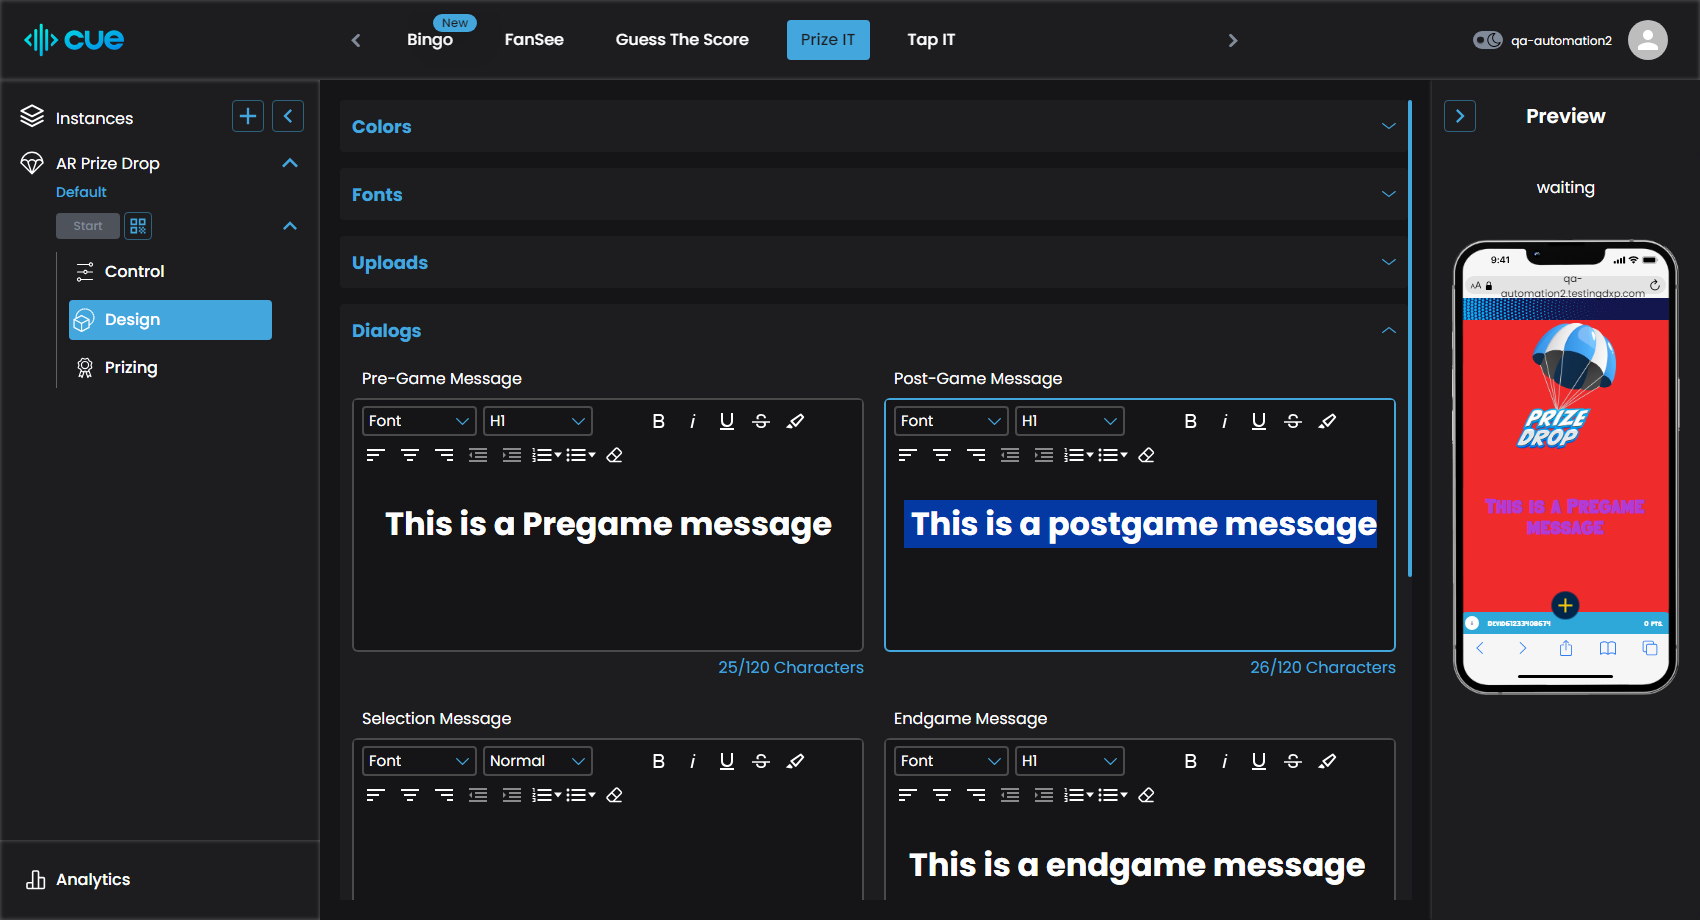 cue
New
Bingo
FanSee
Guess The Score
Prize IT
Tap IT
qa-automation2
Instances
AR Prize Drop
Default
Start
Control
Design
Prizing
Analytics
Colors
Fonts
Uploads
Dialogs
Pre-Game Message
Font
H1
B i U S
This is a Pregame message
25/120 Characters
Post-Game Message
Font
H1
B i U S
This is a postgame message
26/120 Characters
Selection Message
Font
Normal
B i U S
Endgame Message
Font
H1
B i U S
This is a endgame message
Preview
waiting
9:41
AA
qa-
automation2.testingdxp.com
PRIZE
DROP
This is a Pregame
message
0 PTS.